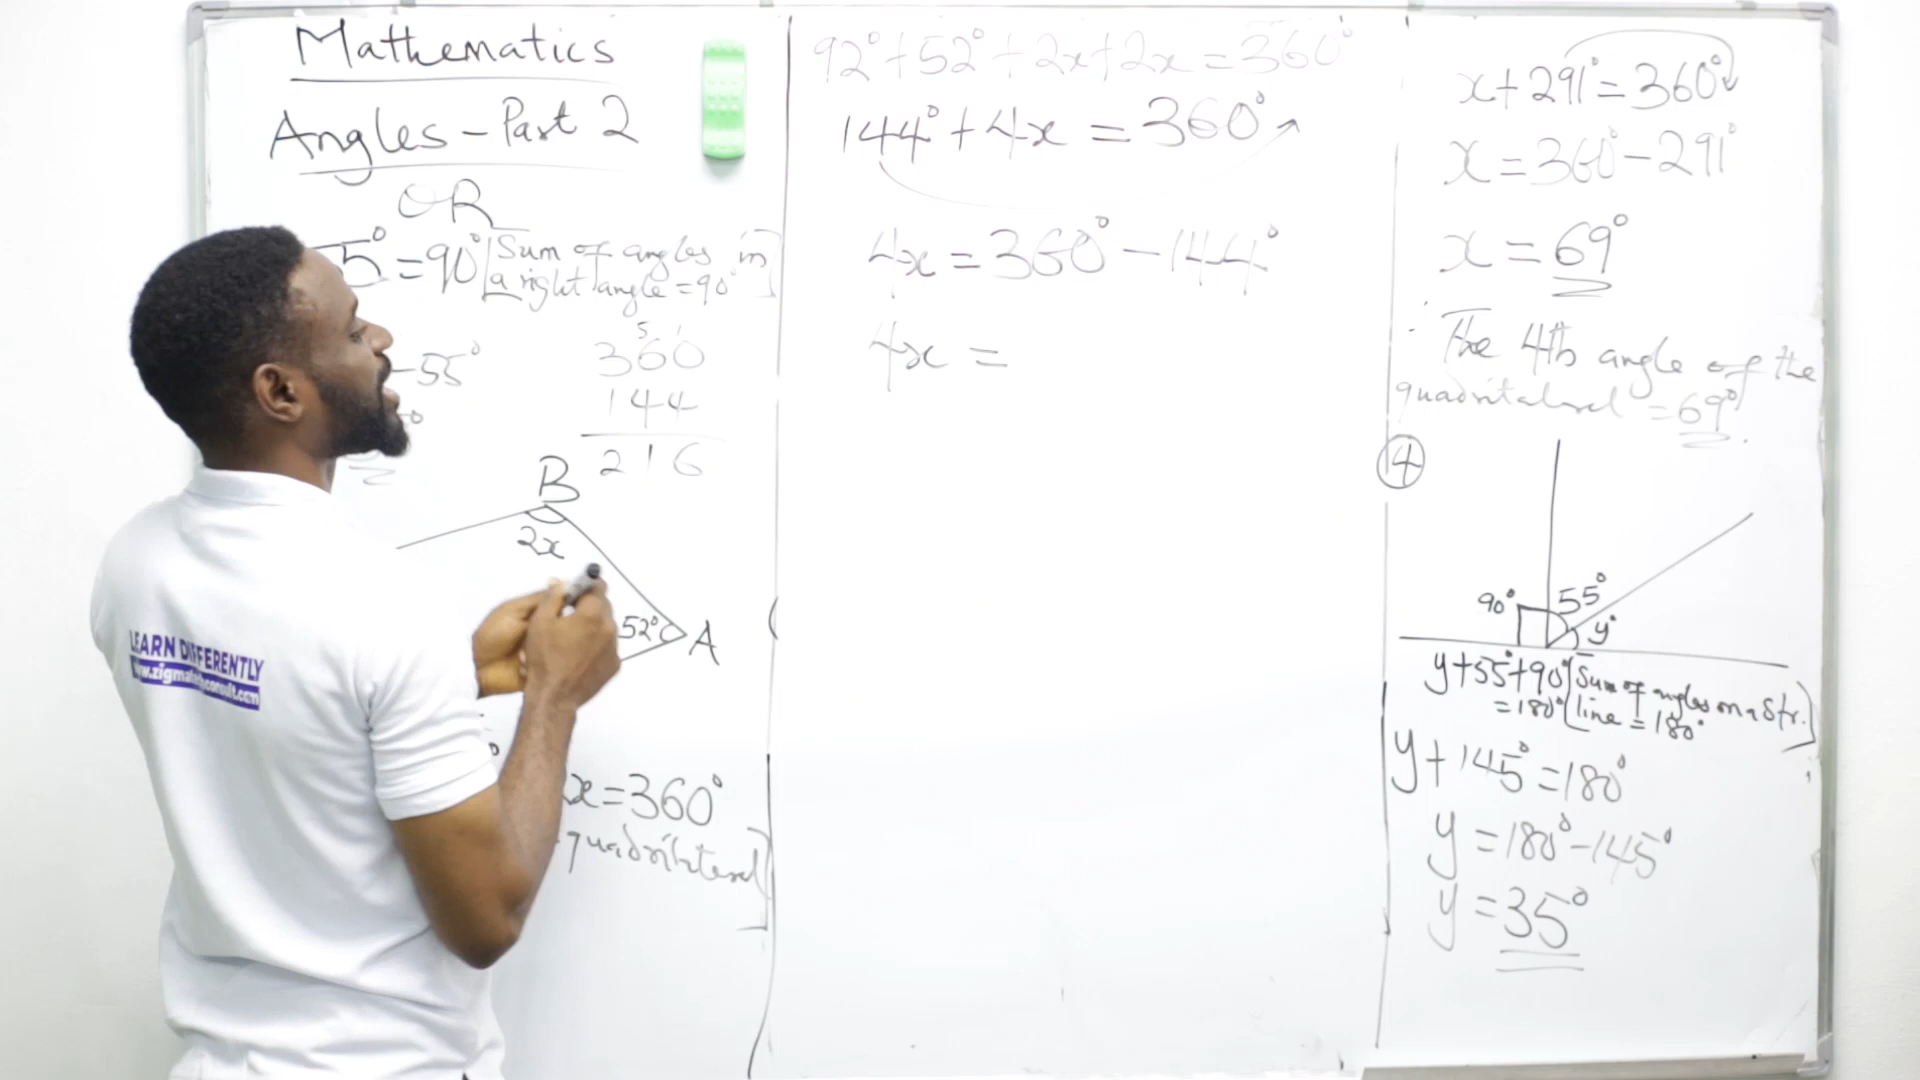 Mathematics
Angles - Part 2
OR
5° = 90° [Sum of angles in
a right angle = 90°]
-55°
360
144
216
B
2x
52°
A
x = 360°
quadrilateral]
92° + 52° + 2x + 2x = 360°
144° + 4x = 360°
4x = 360° - 144°
4x =
x + 291° = 360°
x = 360° - 291°
x = 69°
The 4th angle of the
quadrilateral = 69°.
4
90°
55°
y°
y + 55° + 90° [Sum of angles on a str.
= 180° line = 180°]
y + 145° = 180°
y = 180° - 145°
y = 35°
LEARN DIFFERENTLY